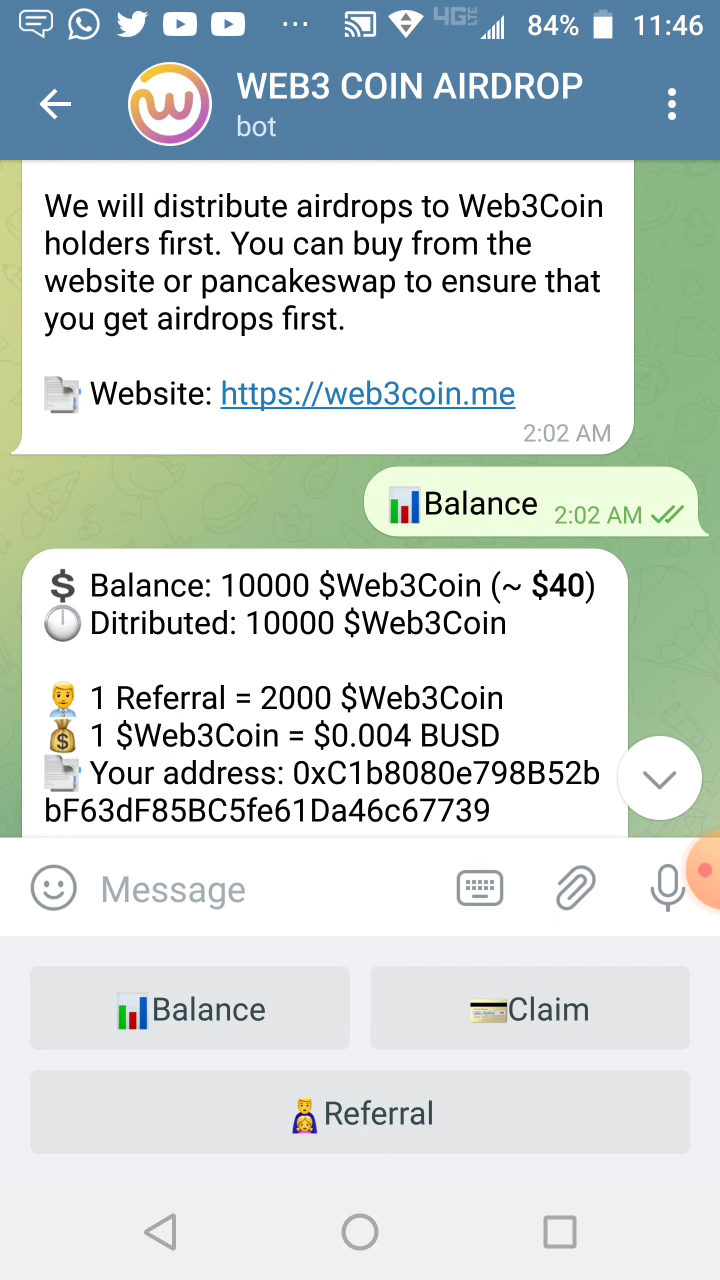 84% 11:46
WEB3 COIN AIRDROP
bot
We will distribute airdrops to Web3Coin
holders first. You can buy from the
website or pancakeswap to ensure that
you get airdrops first.
Website: https://web3coin.me
2:02 AM
Balance 2:02 AM
Balance: 10000 $Web3Coin (~ $40)
Ditributed: 10000 $Web3Coin
1 Referral = 2000 $Web3Coin
1 $Web3Coin = $0.004 BUSD
Your address: 0xC1b8080e798B52b
bF63dF85BC5fe61Da46c67739
Message
Balance
Claim
Referral